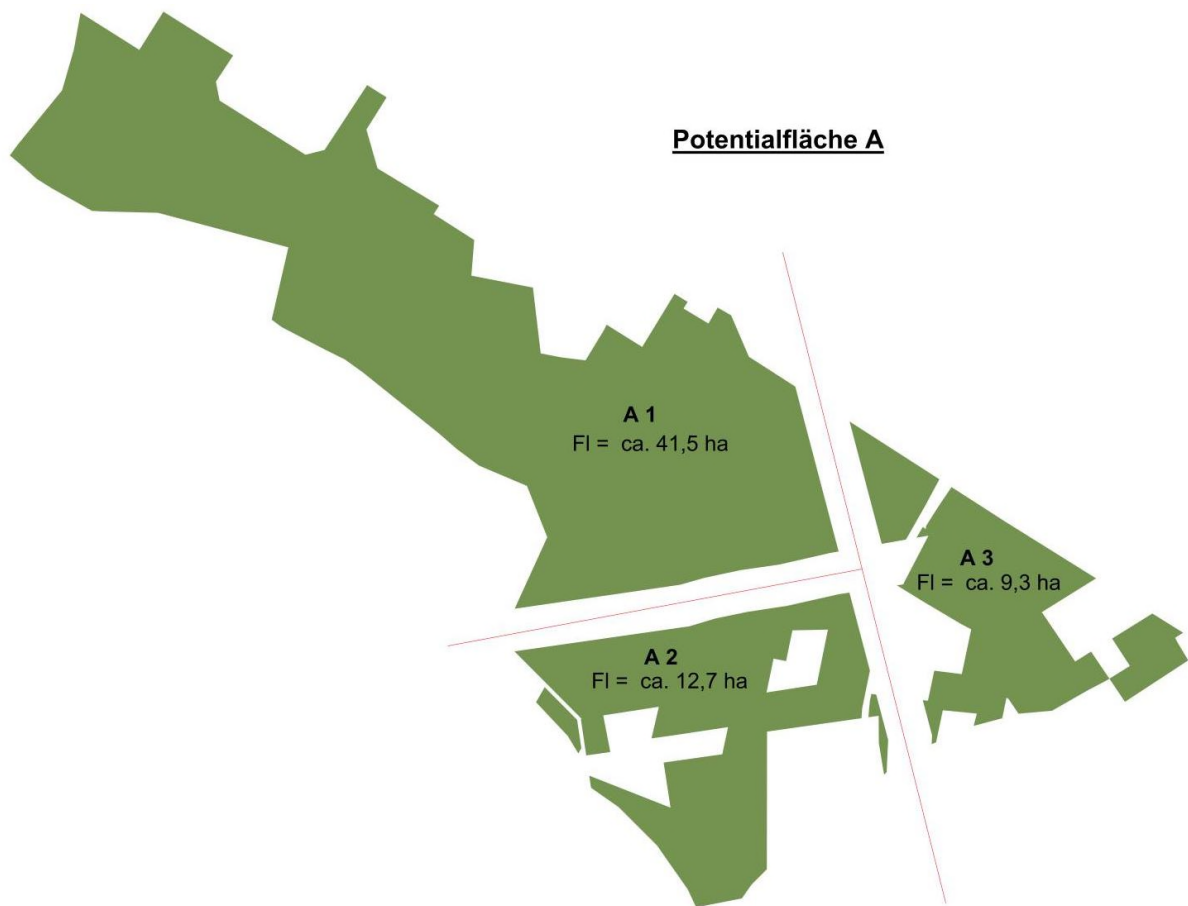 Potentialfläche A
A 1
Fl = ca. 41,5 ha
A 3
Fl = ca. 9,3 ha
A 2
Fl = ca. 12,7 ha